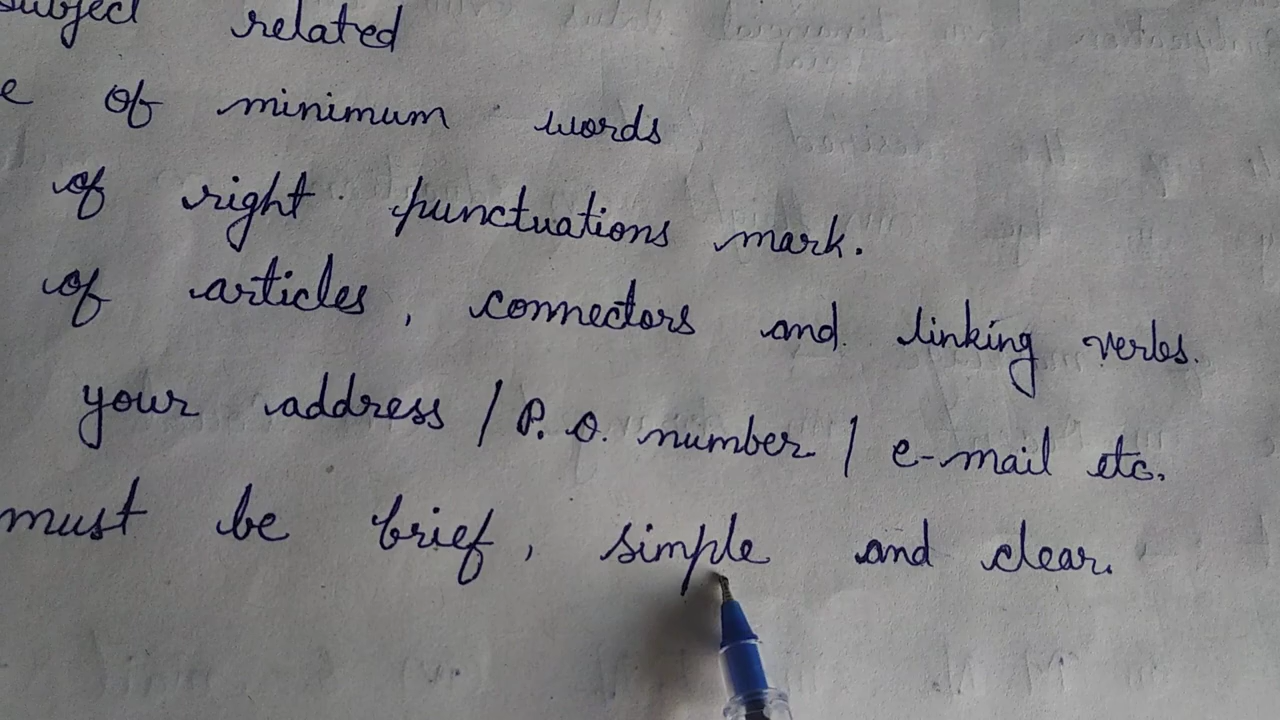 subject related
e of minimum words
of right punctuations mark.
of articles, connectors and linking verbs.
your address / P. O. number / e-mail etc.
must be brief, simple and clear.